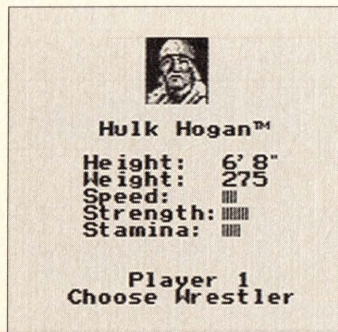 Hulk Hogan™
Height: 6' 8"
Weight: 275
Speed:
Strength:
Stamina:
Player 1
Choose Wrestler